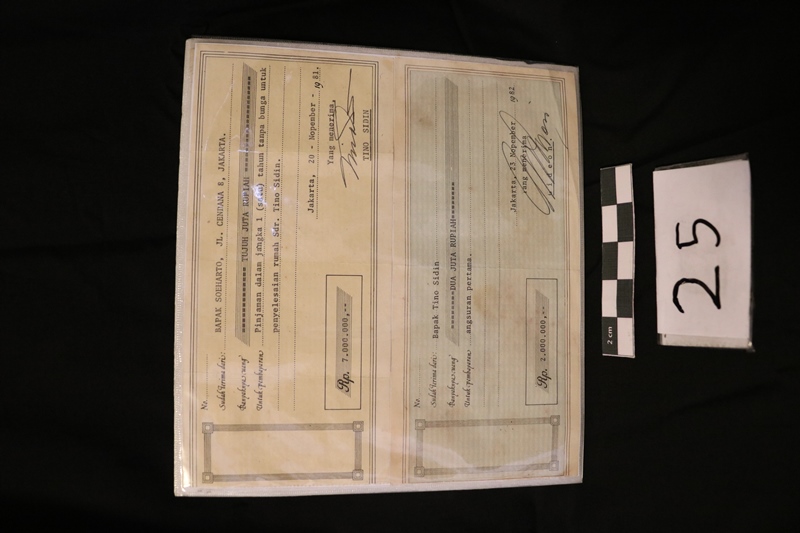 No.
Sudah terima dari: BAPAK SOEHARTO, JL. CENDANA 8, JAKARTA.
Banyaknya uang TUJUH JUTA RUPIAH
Untuk pembayaran Pinjaman dalam jangka 1 (satu) tahun tanpa bunga untuk
penyelesaian rumah Sdr. Tino Sidin.
Jakarta, 20 - Nopember - 1981.
Yang menerima,
Rp. 7.000.000,--
TINO SIDIN
No.
Sudah terima dari: Bapak Tino Sidin
Banyaknya uang DUA JUTA RUPIAH
Untuk pembayaran angsuran pertama.
Jakarta, 23 Nopember 1982
Yang menerima
Rp. 2.000.000,--
2 cm
25